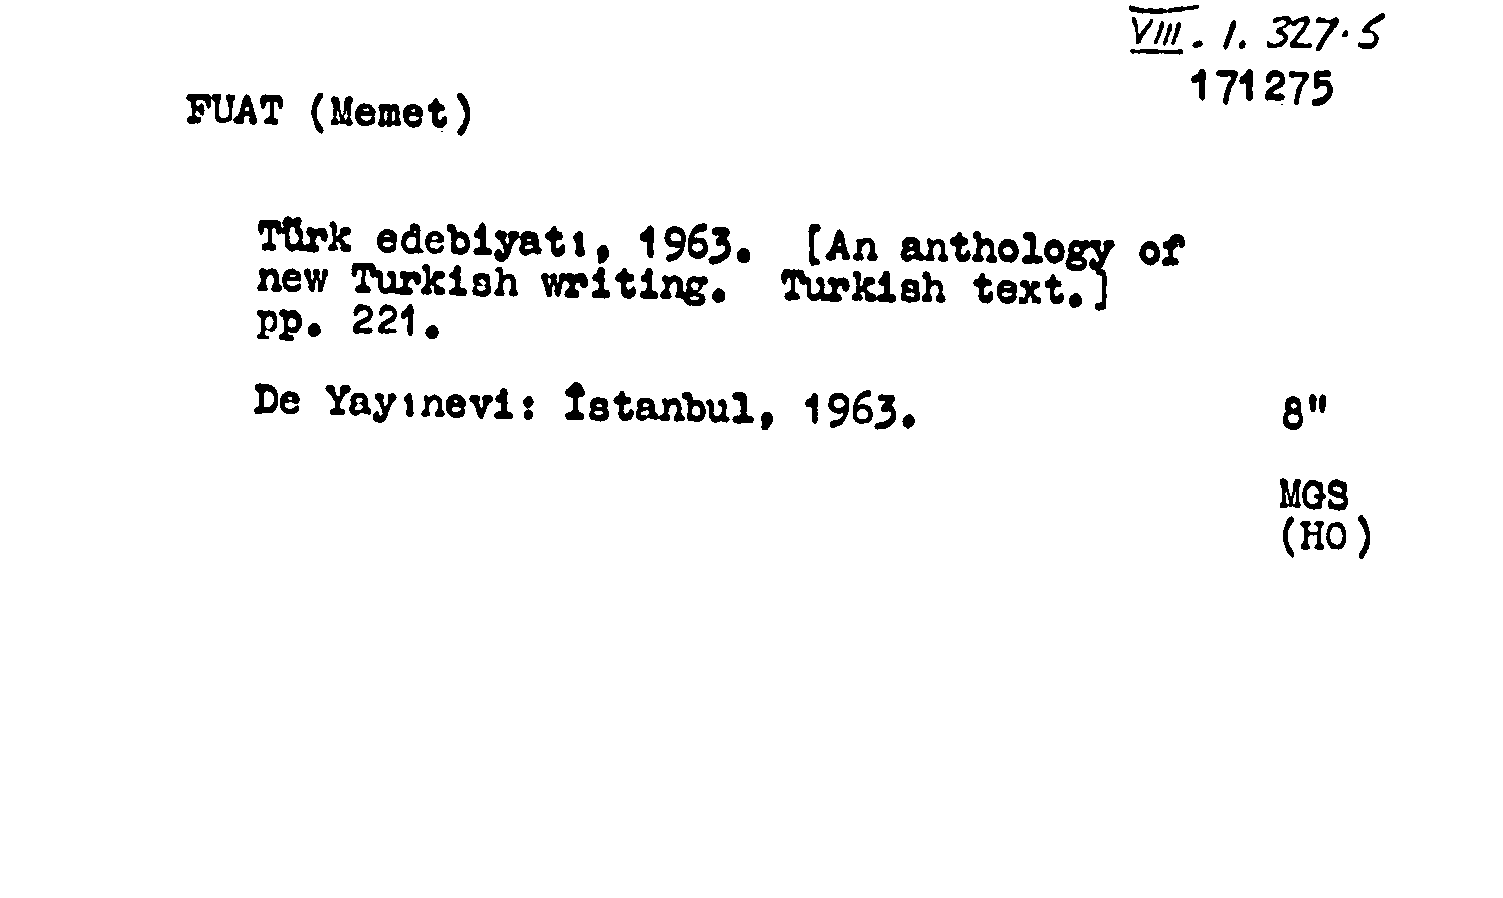 VIII. 1. 327.5
171275
FUAT (Memet)
Türk edebiyatı, 1963. [An anthology of
new Turkish writing. Turkish text.]
pp. 221.
De Yayınevi: İstanbul, 1963. 8"
MGS
(HO)